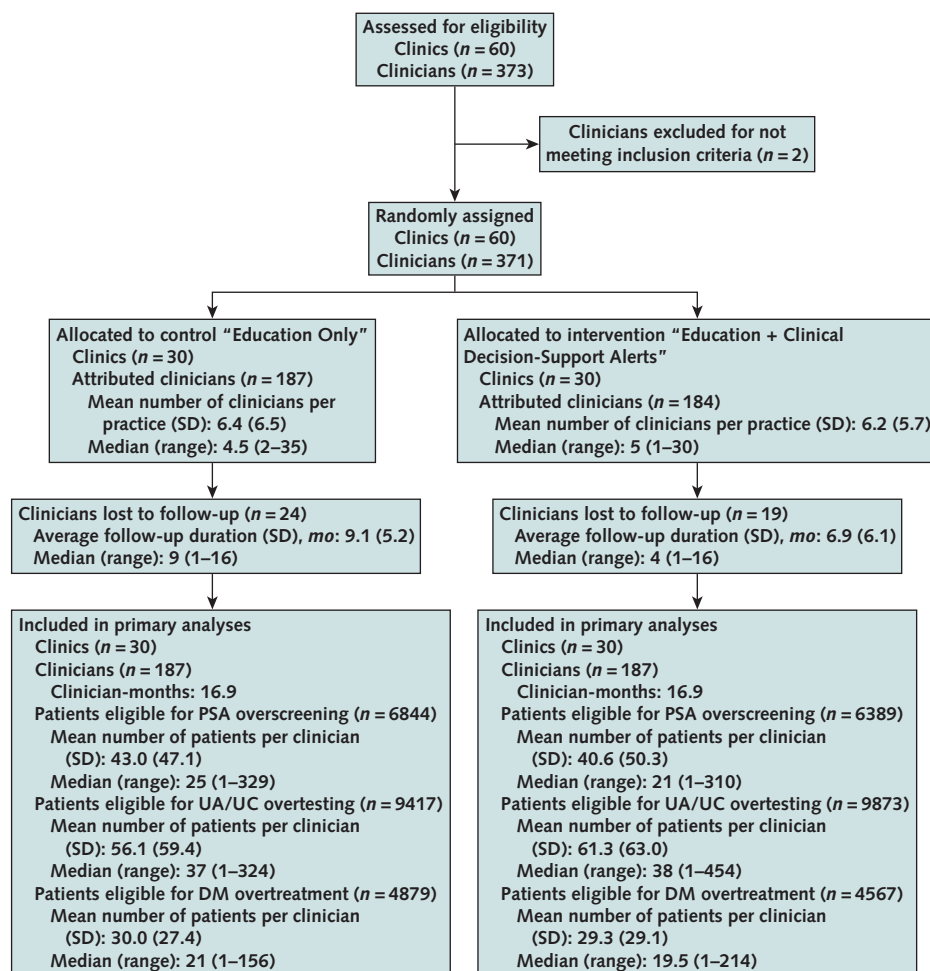 Assessed for eligibility
Clinics (n = 60)
Clinicians (n = 373)
Clinicians excluded for not
meeting inclusion criteria (n = 2)
Randomly assigned
Clinics (n = 60)
Clinicians (n = 371)
Allocated to control “Education Only”
Clinics (n = 30)
Attributed clinicians (n = 187)
Mean number of clinicians per
practice (SD): 6.4 (6.5)
Median (range): 4.5 (2–35)
Allocated to intervention “Education + Clinical
Decision-Support Alerts”
Clinics (n = 30)
Attributed clinicians (n = 184)
Mean number of clinicians per practice (SD): 6.2 (5.7)
Median (range): 5 (1–30)
Clinicians lost to follow-up (n = 24)
Average follow-up duration (SD), mo: 9.1 (5.2)
Median (range): 9 (1–16)
Clinicians lost to follow-up (n = 19)
Average follow-up duration (SD), mo: 6.9 (6.1)
Median (range): 4 (1–16)
Included in primary analyses
Clinics (n = 30)
Clinicians (n = 187)
Clinician-months: 16.9
Patients eligible for PSA overscreening (n = 6844)
Mean number of patients per clinician
(SD): 43.0 (47.1)
Median (range): 25 (1–329)
Patients eligible for UA/UC overtesting (n = 9417)
Mean number of patients per clinician
(SD): 56.1 (59.4)
Median (range): 37 (1–324)
Patients eligible for DM overtreatment (n = 4879)
Mean number of patients per clinician
(SD): 30.0 (27.4)
Median (range): 21 (1–156)
Included in primary analyses
Clinics (n = 30)
Clinicians (n = 187)
Clinician-months: 16.9
Patients eligible for PSA overscreening (n = 6389)
Mean number of patients per clinician
(SD): 40.6 (50.3)
Median (range): 21 (1–310)
Patients eligible for UA/UC overtesting (n = 9873)
Mean number of patients per clinician
(SD): 61.3 (63.0)
Median (range): 38 (1–454)
Patients eligible for DM overtreatment (n = 4567)
Mean number of patients per clinician
(SD): 29.3 (29.1)
Median (range): 19.5 (1–214)